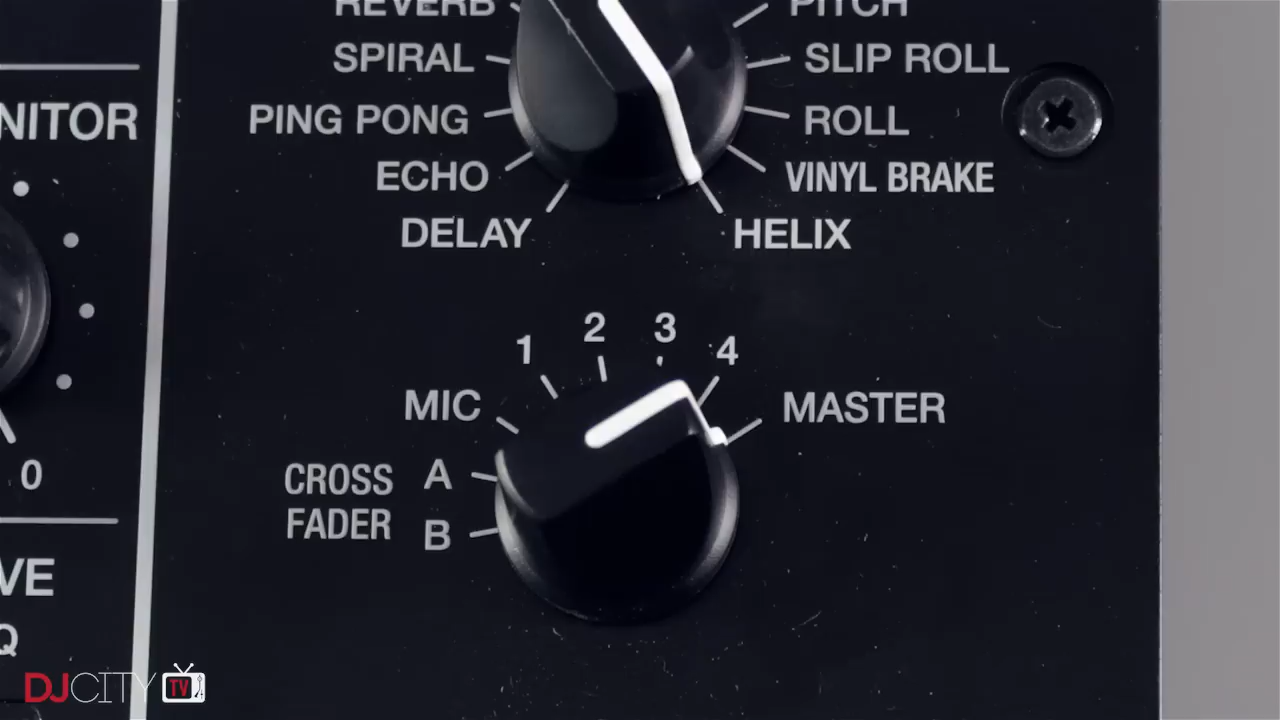 REVERB
PITCH
SPIRAL
SLIP ROLL
PING PONG
ROLL
ECHO
VINYL BRAKE
DELAY
HELIX
NITOR
0
VE
Q
1
2
3
4
MIC
MASTER
CROSS
FADER
A
B
DJCITY TV